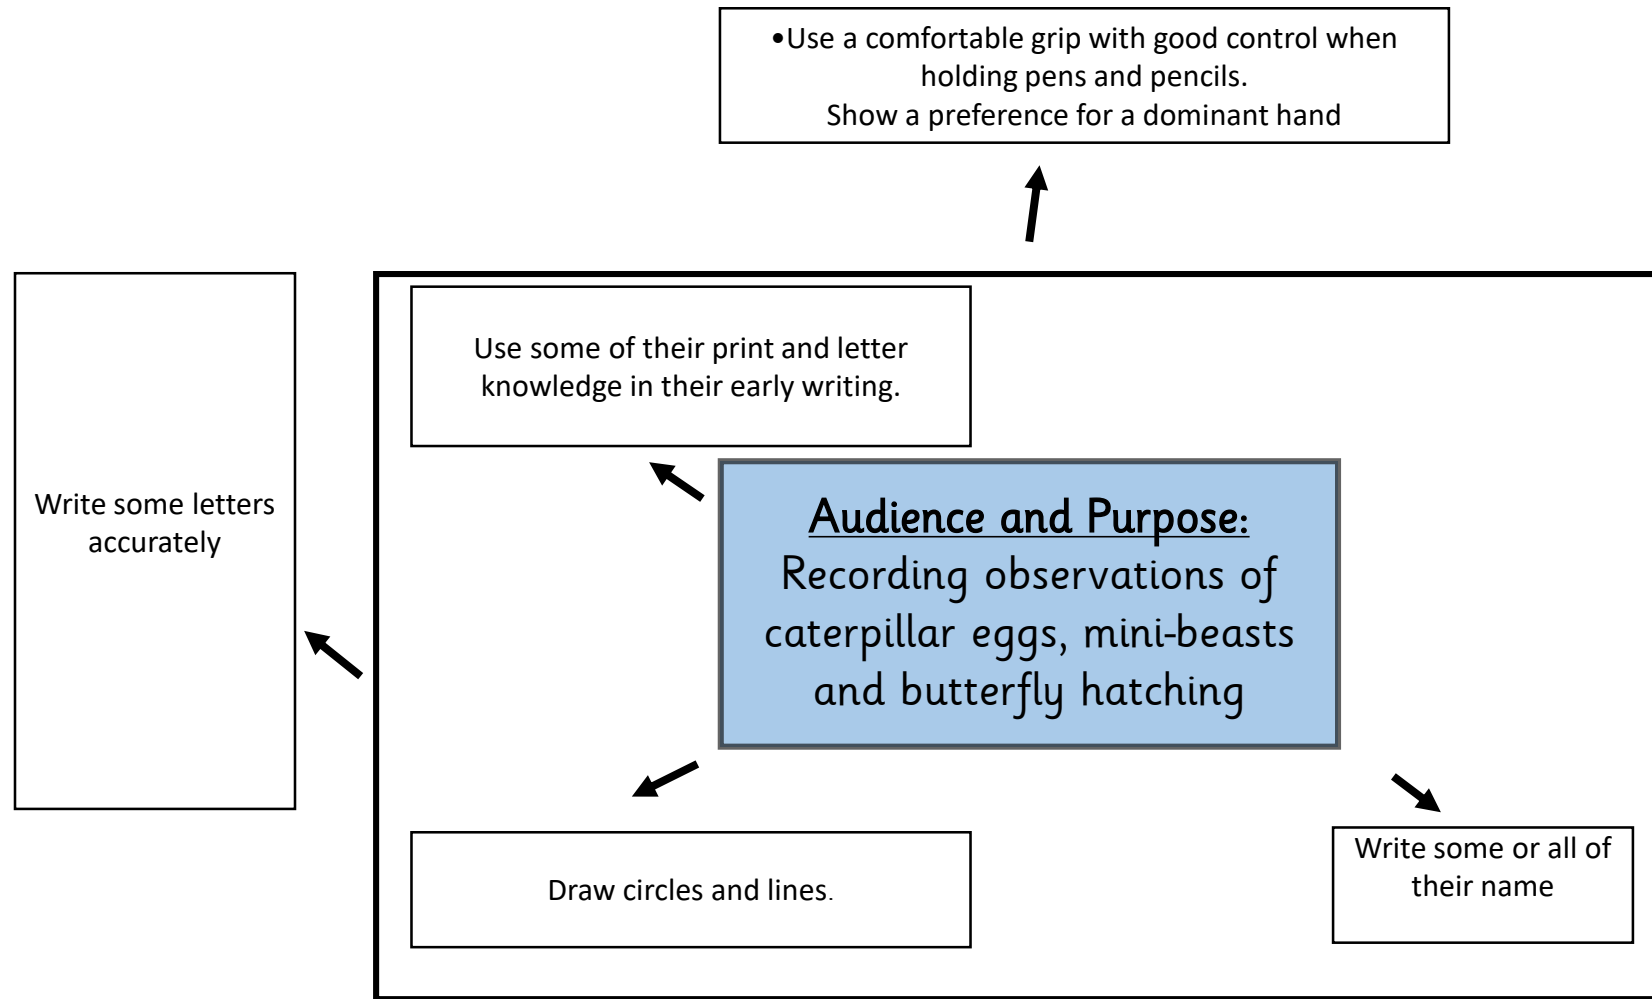 •Use a comfortable grip with good control when
holding pens and pencils.
Show a preference for a dominant hand
Use some of their print and letter
knowledge in their early writing.
Write some letters
accurately
Audience and Purpose:
Recording observations of
caterpillar eggs, mini-beasts
and butterfly hatching
Draw circles and lines.
Write some or all of
their name